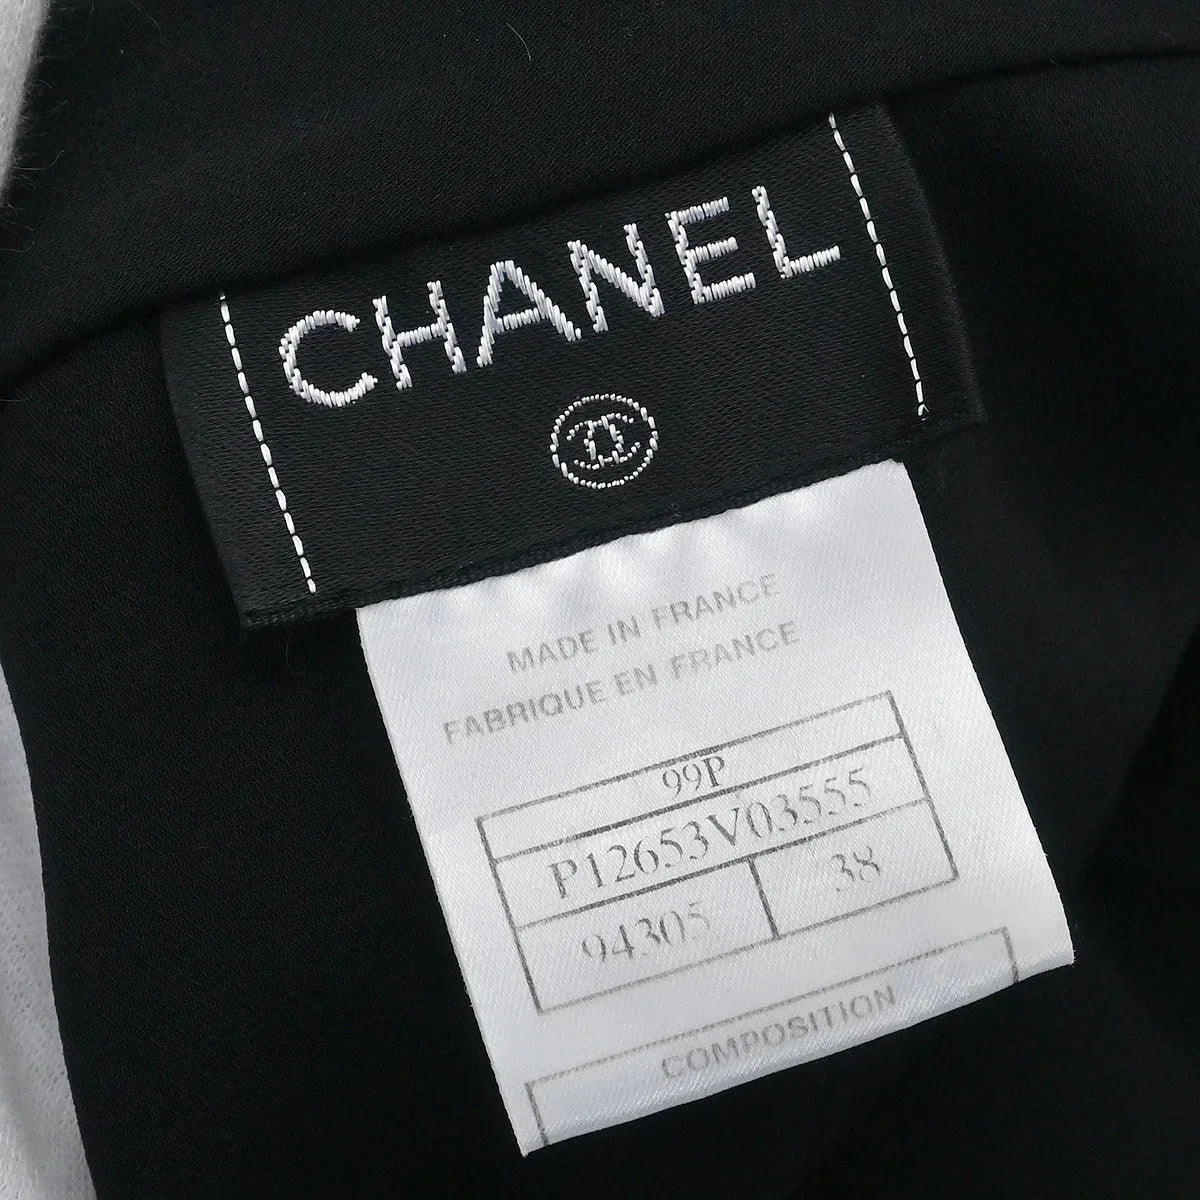 CHANEL
MADE IN FRANCE
FABRIQUE EN FRANCE
99P
P12653V03555
94305 38
COMPOSITION